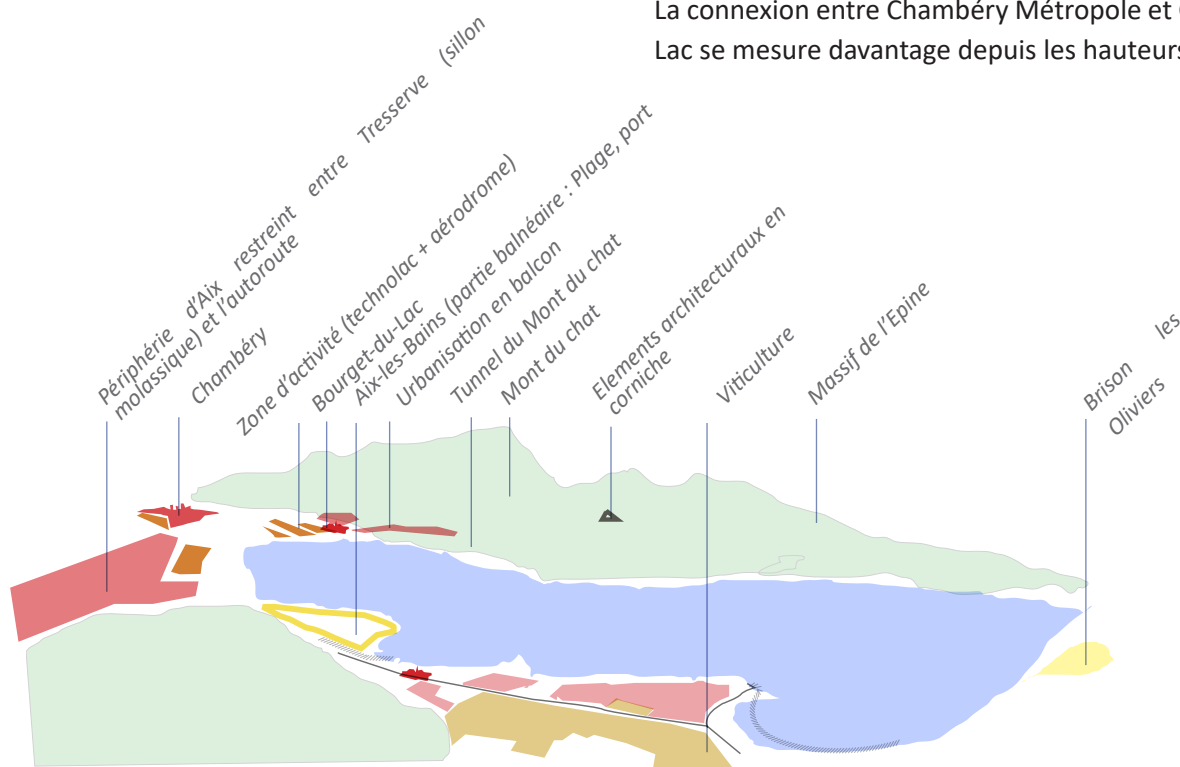 La connexion entre Chambéry Métropole et
Lac se mesure davantage depuis les hauteurs
Périphérie d'Aix restreint entre Tresserve (sillon
molassique) et l'autoroute
Chambéry
Zone d'activité (technolac + aérodrome)
Bourget-du-Lac
Aix-les-Bains (partie balnéaire : Plage, port
Urbanisation en balcon
Tunnel du Mont du chat
Mont du chat
Elements architecturaux en
corniche
Viticulture
Massif de l'Epine
Brison les
Oliviers